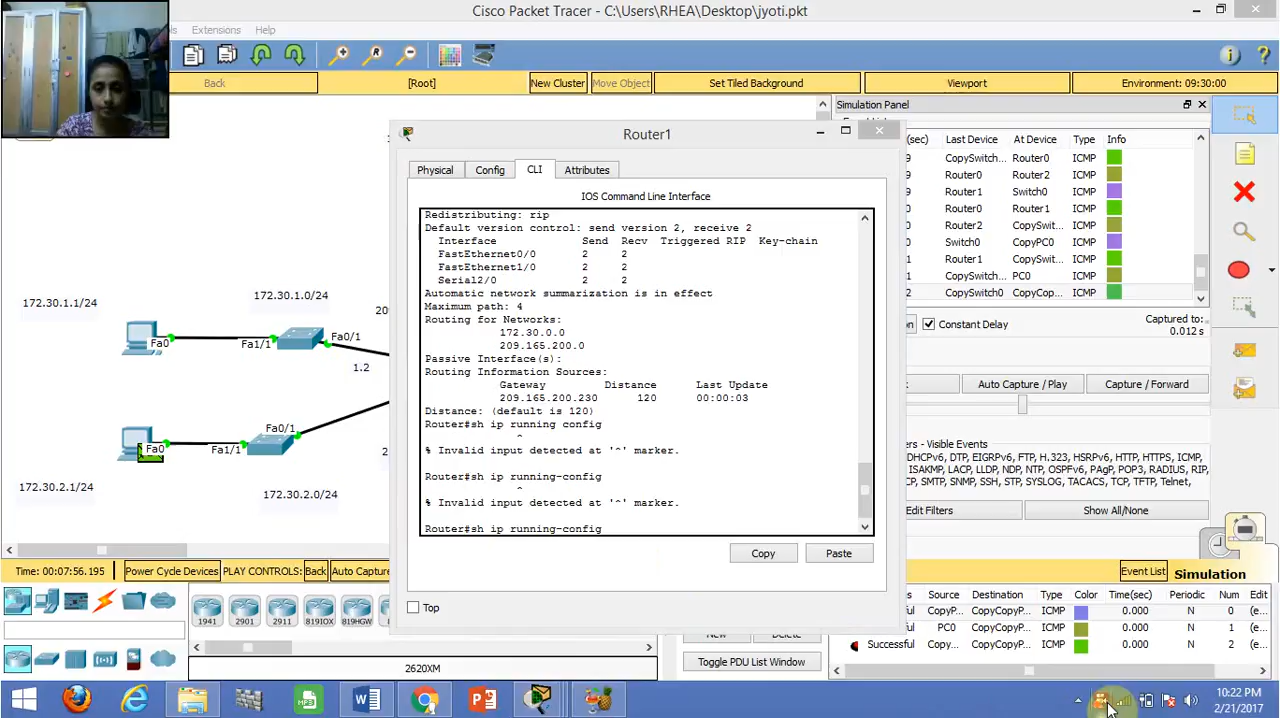 Cisco Packet Tracer - C:\Users\RHEA\Desktop\jyoti.pkt
Extensions Help
Back [Root] New Cluster Move Object Set Tiled Background Viewport Environment: 09:30:00
Simulation Panel
Router1
(sec) Last Device At Device Type Info
CopySwitch... Router0 ICMP
Router0 Router2 ICMP
Router1 Switch0 ICMP
Router0 Router1 ICMP
Router2 CopySwit... ICMP
Switch0 CopyPC0 ICMP
Router1 CopySwit... ICMP
CopySwitch... PC0 ICMP
CopySwitch0 CopyCop... ICMP
Constant Delay
Captured to:
0.012 s
Auto Capture / Play Capture / Forward
Physical Config CLI Attributes
IOS Command Line Interface
Redistributing: rip
Default version control: send version 2, receive 2
Interface Send Recv Triggered RIP Key-chain
FastEthernet0/0 2 2
FastEthernet1/0 2 2
Serial2/0 2 2
Automatic network summarization is in effect
Maximum path: 4
Routing for Networks:
172.30.0.0
209.165.200.0
Passive Interface(s):
Routing Information Sources:
Gateway Distance Last Update
209.165.200.230 120 00:00:03
Distance: (default is 120)
Router#sh ip running config
^
% Invalid input detected at '^' marker.
Router#sh ip running-config
^
% Invalid input detected at '^' marker.
Router#sh ip running-config
Copy Paste
Top
172.30.1.1/24
172.30.1.0/24
Fa0
Fa1/1
Fa0/1
1.2
Fa0
Fa1/1
Fa0/1
172.30.2.1/24
172.30.2.0/24
- Visible Events
DHCPv6, DTP, EIGRPv6, FTP, H.323, HSRPv6, HTTP, HTTPS, ICMP,
ISAKMP, LACP, LLDP, NDP, NTP, OSPFv6, PAgP, POP3, RADIUS, RIP,
SCCP, SMTP, SNMP, SSH, STP, SYSLOG, TACACS, TCP, TFTP, Telnet,
Edit Filters Show All/None
Time: 00:07:56.195 Power Cycle Devices PLAY CONTROLS: Back Auto Capture
Event List Simulation
Source Destination Type Color Time(sec) Periodic Num Edit
CopyP... CopyCopyP... ICMP 0.000 N 0 (e...
PC0 CopyCopyP... ICMP 0.000 N 1 (e...
Successful Copy... CopyCopyP... ICMP 0.000 N 2 (e...
1941 2901 2911 819IOX 819HGW
New Delete
Toggle PDU List Window
2620XM
10:22 PM
2/21/2017